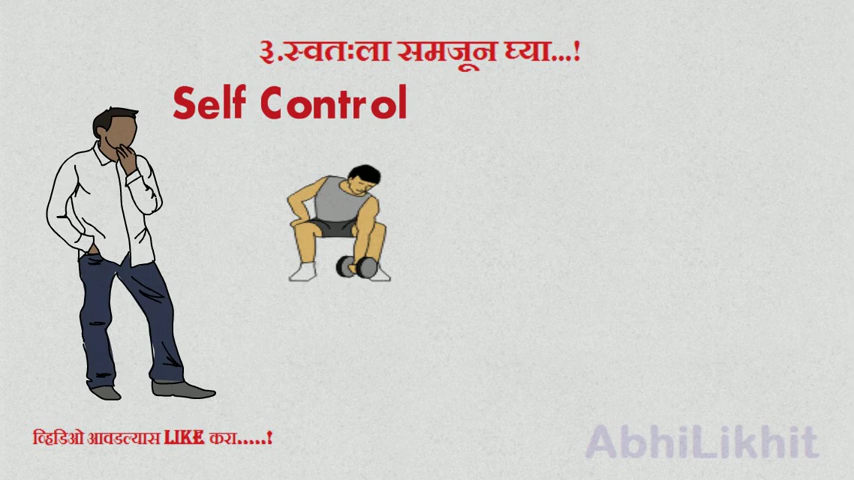 ३.स्वतःला समजून घ्या...!
Self Control
व्हिडिओ आवडल्यास LIKE करा.....!
AbhiLikhit